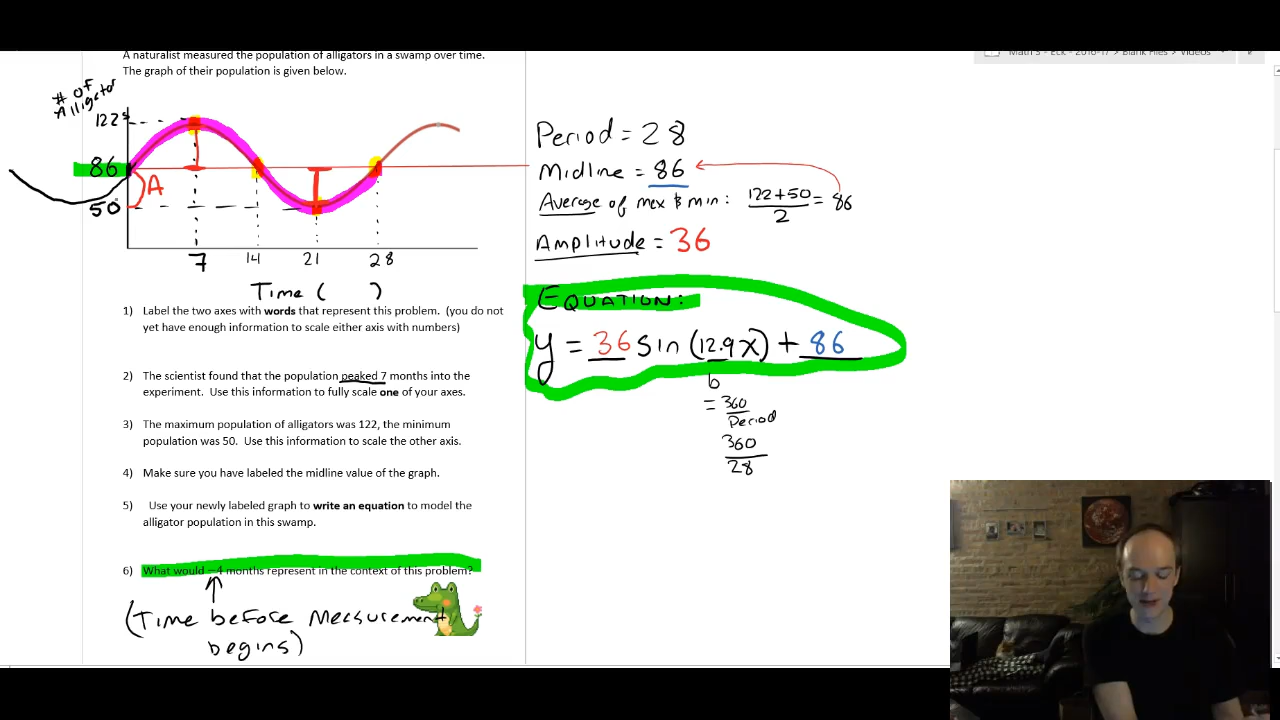 A naturalist measured the population of alligators in a swamp over time.
The graph of their population is given below.
# of
Alligators
122
86
50
A
7 14 21 28
Time ( )
1) Label the two axes with words that represent this problem. (you do not
yet have enough information to scale either axis with numbers)
2) The scientist found that the population peaked 7 months into the
experiment. Use this information to fully scale one of your axes.
3) The maximum population of alligators was 122, the minimum
population was 50. Use this information to scale the other axis.
4) Make sure you have labeled the midline value of the graph.
5) Use your newly labeled graph to write an equation to model the
alligator population in this swamp.
6) What would -4 months represent in the context of this problem?
(Time before Measurement
begins)
Period = 28
Midline = 86
Average of max & min: 122+50/2 = 86
Amplitude = 36
EQUATION:
y = 36 sin (12.9x) + 86
b
= 360/Period
360/28
Math 3 - Eck - 2016-17 > Blank Files > Videos